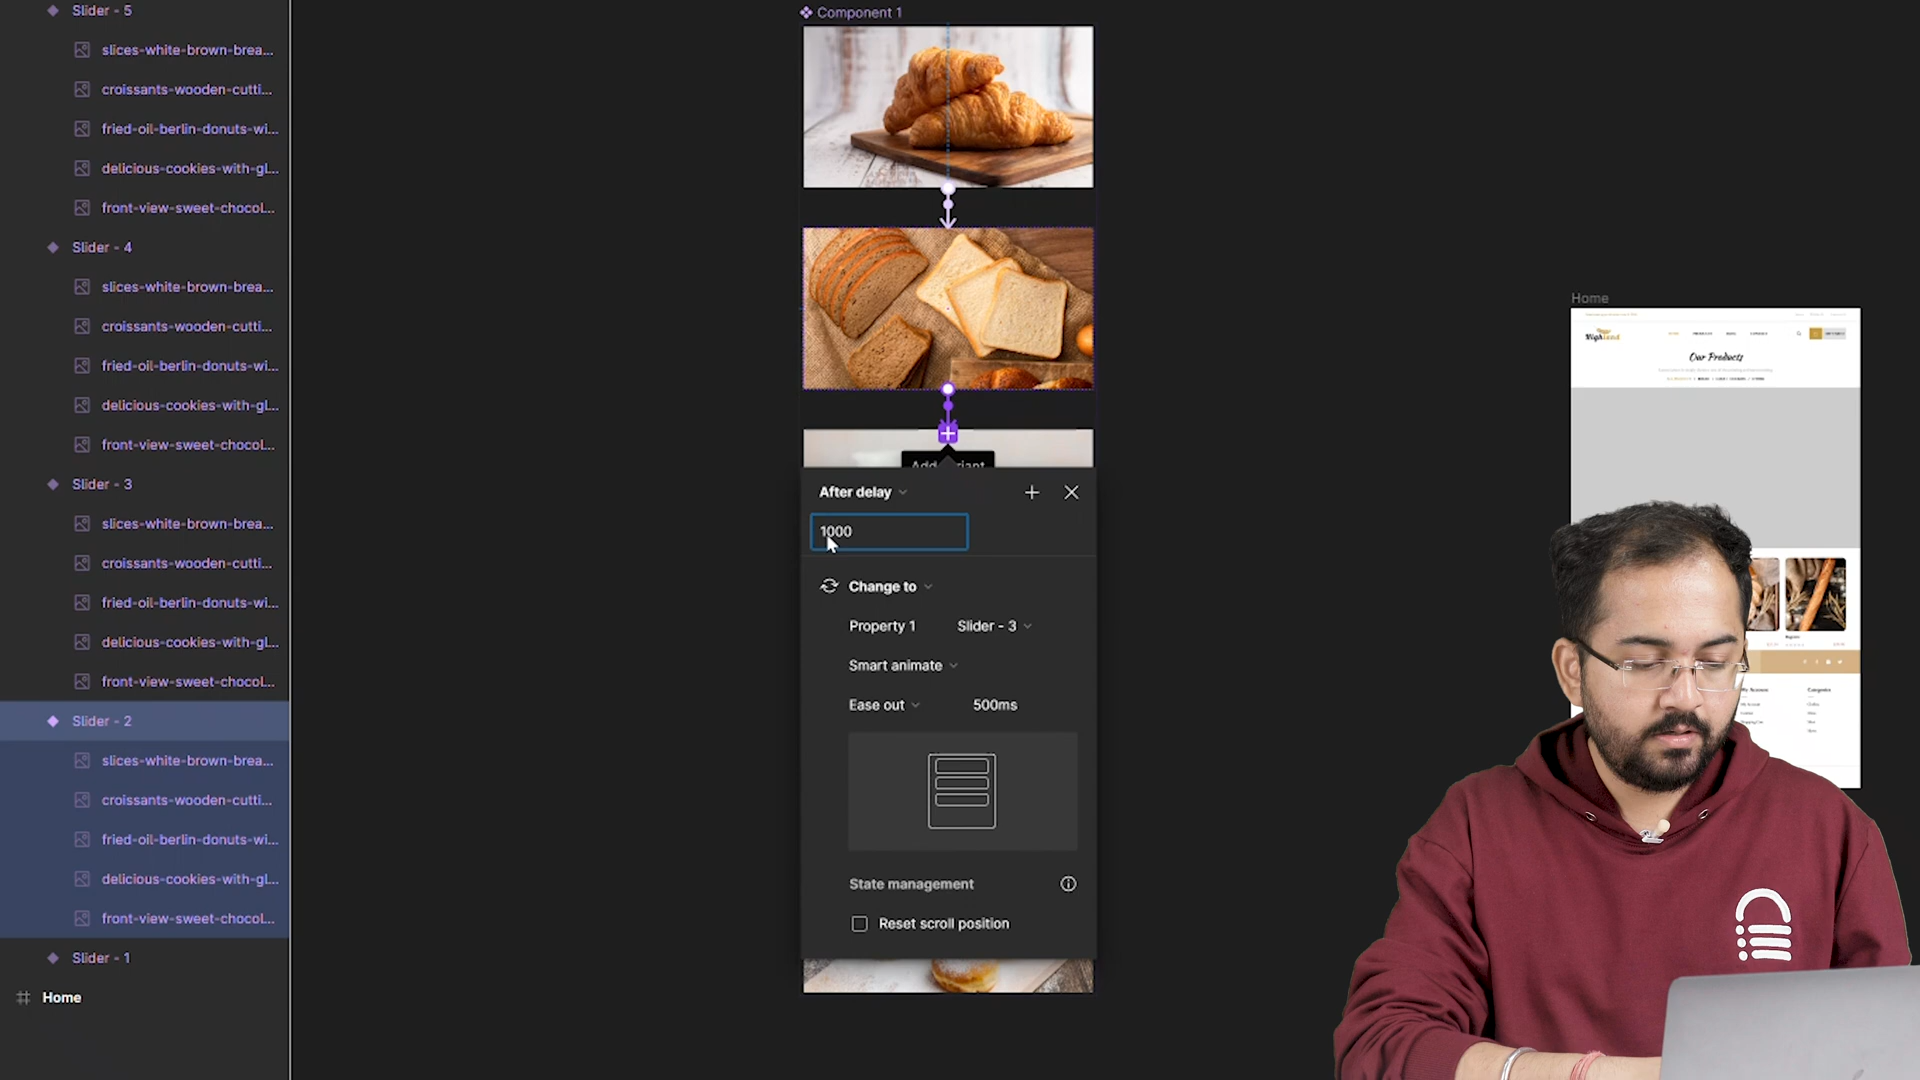 Slider - 5
slices-white-brown-brea...
croissants-wooden-cutti...
fried-oil-berlin-donuts-wi...
delicious-cookies-with-gl...
front-view-sweet-chocol...
Slider - 4
slices-white-brown-brea...
croissants-wooden-cutti...
fried-oil-berlin-donuts-wi...
delicious-cookies-with-gl...
front-view-sweet-chocol...
Slider - 3
slices-white-brown-brea...
croissants-wooden-cutti...
fried-oil-berlin-donuts-wi...
delicious-cookies-with-gl...
front-view-sweet-chocol...
Slider - 2
slices-white-brown-brea...
croissants-wooden-cutti...
fried-oil-berlin-donuts-wi...
delicious-cookies-with-gl...
front-view-sweet-chocol...
Slider - 1
Home
Component 1
After delay
1000
Change to
Property 1 Slider - 3
Smart animate
Ease out 500ms
State management
Reset scroll position
Home
Our Products
My Account
Categories